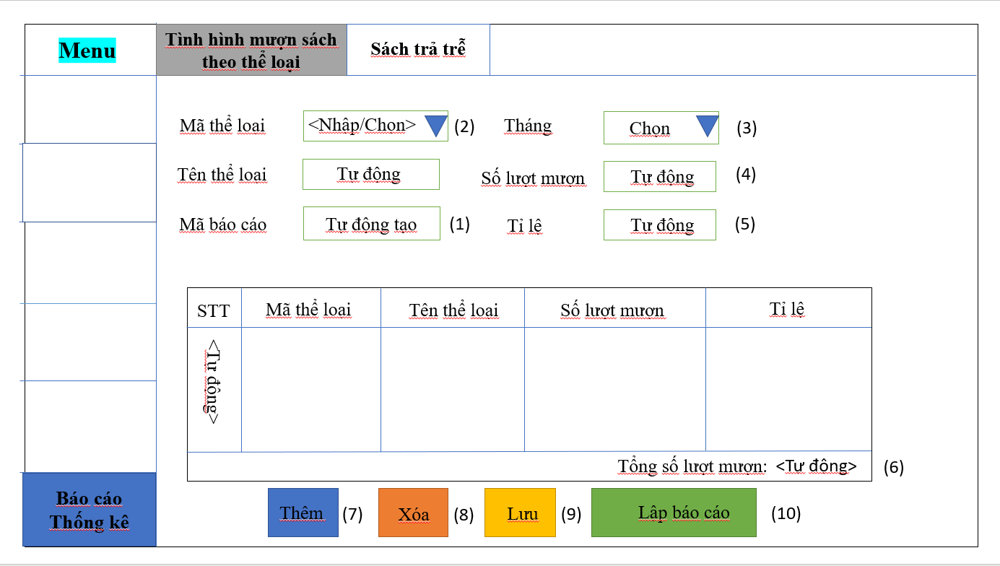 Menu
Tình hình mượn sách
theo thể loại
Sách trả trễ
Mã thể loại
<Nhập/Chọn>
(2)
Tháng
Chọn
(3)
Tên thể loại
Tự động
Số lượt mượn
Tự động
(4)
Mã báo cáo
Tự động tạo
(1)
Tỉ lệ
Tự động
(5)
STT
Mã thể loại
Tên thể loại
Số lượt mượn
Tỉ lệ
<Tự động>
Tổng số lượt mượn: <Tự động>
(6)
Báo cáo
Thống kê
Thêm
(7)
Xóa
(8)
Lưu
(9)
Lập báo cáo
(10)